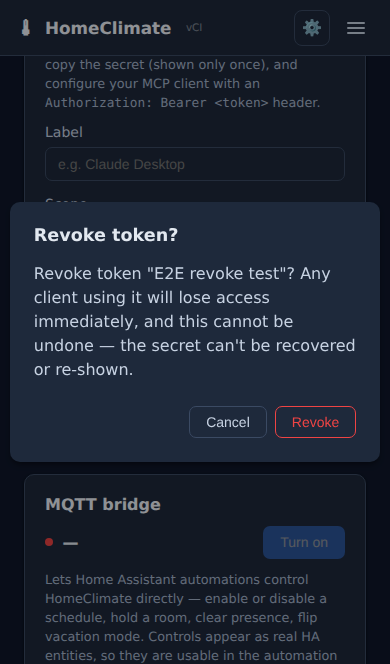 HomeClimate vCI
copy the secret (shown only once), and
configure your MCP client with an
Authorization: Bearer <token> header.
Label
e.g. Claude Desktop
Scope
Revoke token?
Revoke token "E2E revoke test"? Any
client using it will lose access
immediately, and this cannot be
undone — the secret can't be recovered
or re-shown.
Cancel Revoke
MQTT bridge
— Turn on
Lets Home Assistant automations control
HomeClimate directly — enable or disable a
schedule, hold a room, clear presence, flip
vacation mode. Controls appear as real HA
entities, so they are usable in the automation